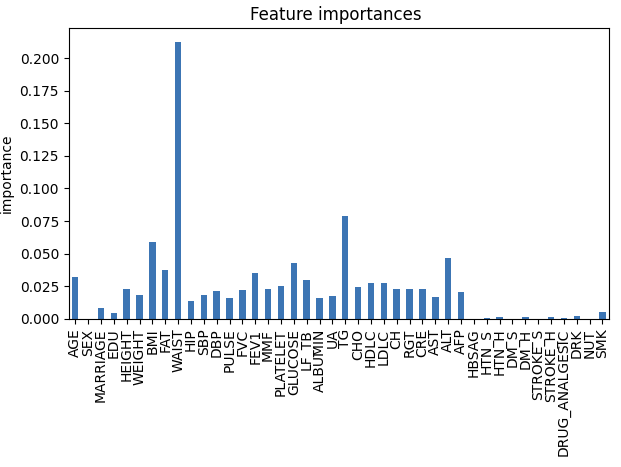 Feature importances
importance
0.200
0.175
0.150
0.125
0.100
0.075
0.050
0.025
0.000
AGE
SEX
MARRIAGE
EDU
HEIGHT
WEIGHT
BMI
FAT
WAIST
HIP
SBP
DBP
PULSE
FVC
FEV1
MMF
PLATELET
GLUCOSE
LF_TB
ALBUMIN
UA
TG
CHO
HDLC
LDLC
CH
RGT
CRE
AST
ALT
AFP
HBSAG
HTN_S
HTN_H
DM_S
DM_H
STROKE_S
STROKE_H
DRUG_ANALGESIC
DRK
NUT
SMK